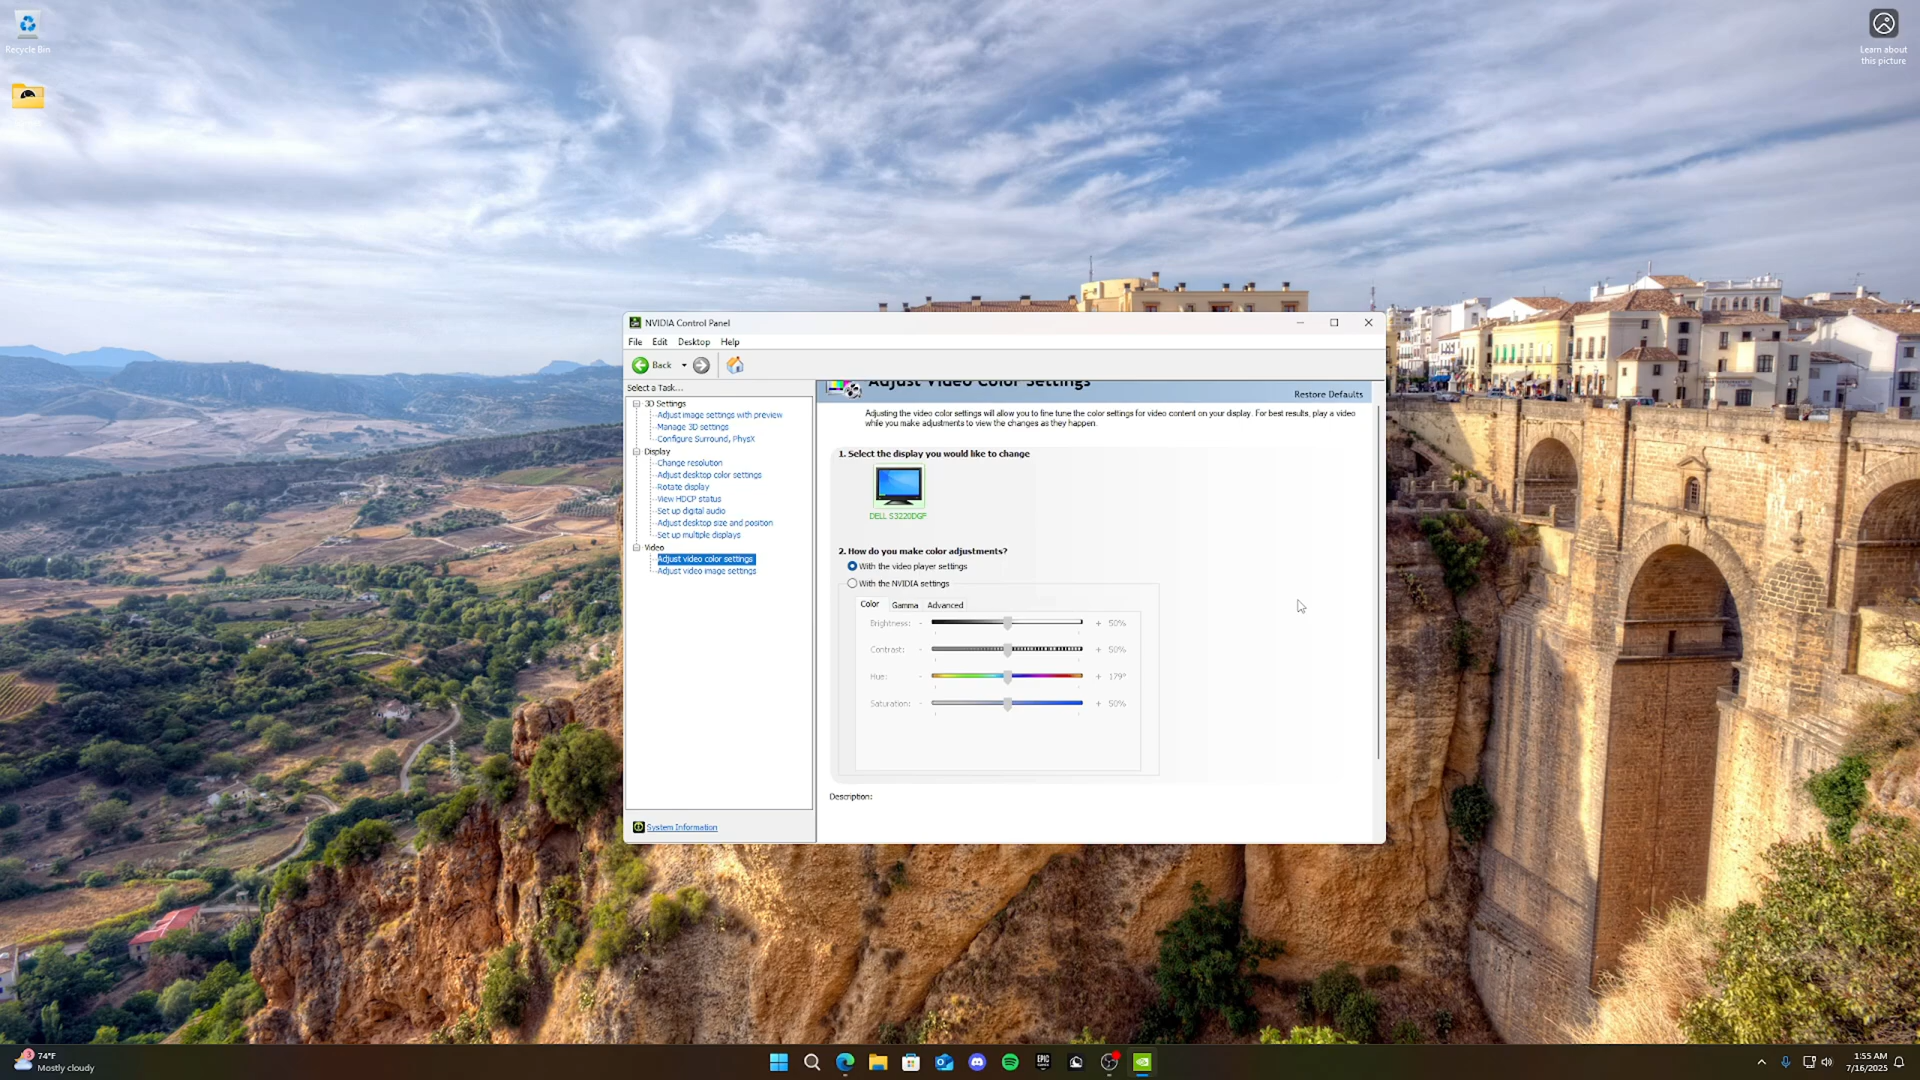 Recycle Bin
Learn about
this picture
NVIDIA Control Panel
File Edit Desktop Help
Back
Select a Task...
3D Settings
Adjust image settings with preview
Manage 3D settings
Configure Surround, PhysX
Display
Change resolution
Adjust desktop color settings
Rotate display
View HDCP status
Set up digital audio
Adjust desktop size and position
Set up multiple displays
Video
Adjust video color settings
Adjust video image settings
System Information
Adjust Video Color Settings
Restore Defaults
Adjusting the video color settings will allow you to fine tune the color settings for video content on your display. For best results, play a video
while you make adjustments to view the changes as they happen.
1. Select the display you would like to change
DELL S3220DGF
2. How do you make color adjustments?
With the video player settings
With the NVIDIA settings
Color Gamma Advanced
Brightness: - + 50%
Contrast: - + 50%
Hue: - + 179°
Saturation: - + 50%
Description:
3
74°F
Mostly cloudy
EPIC
GAMES
1:55 AM
7/16/2025